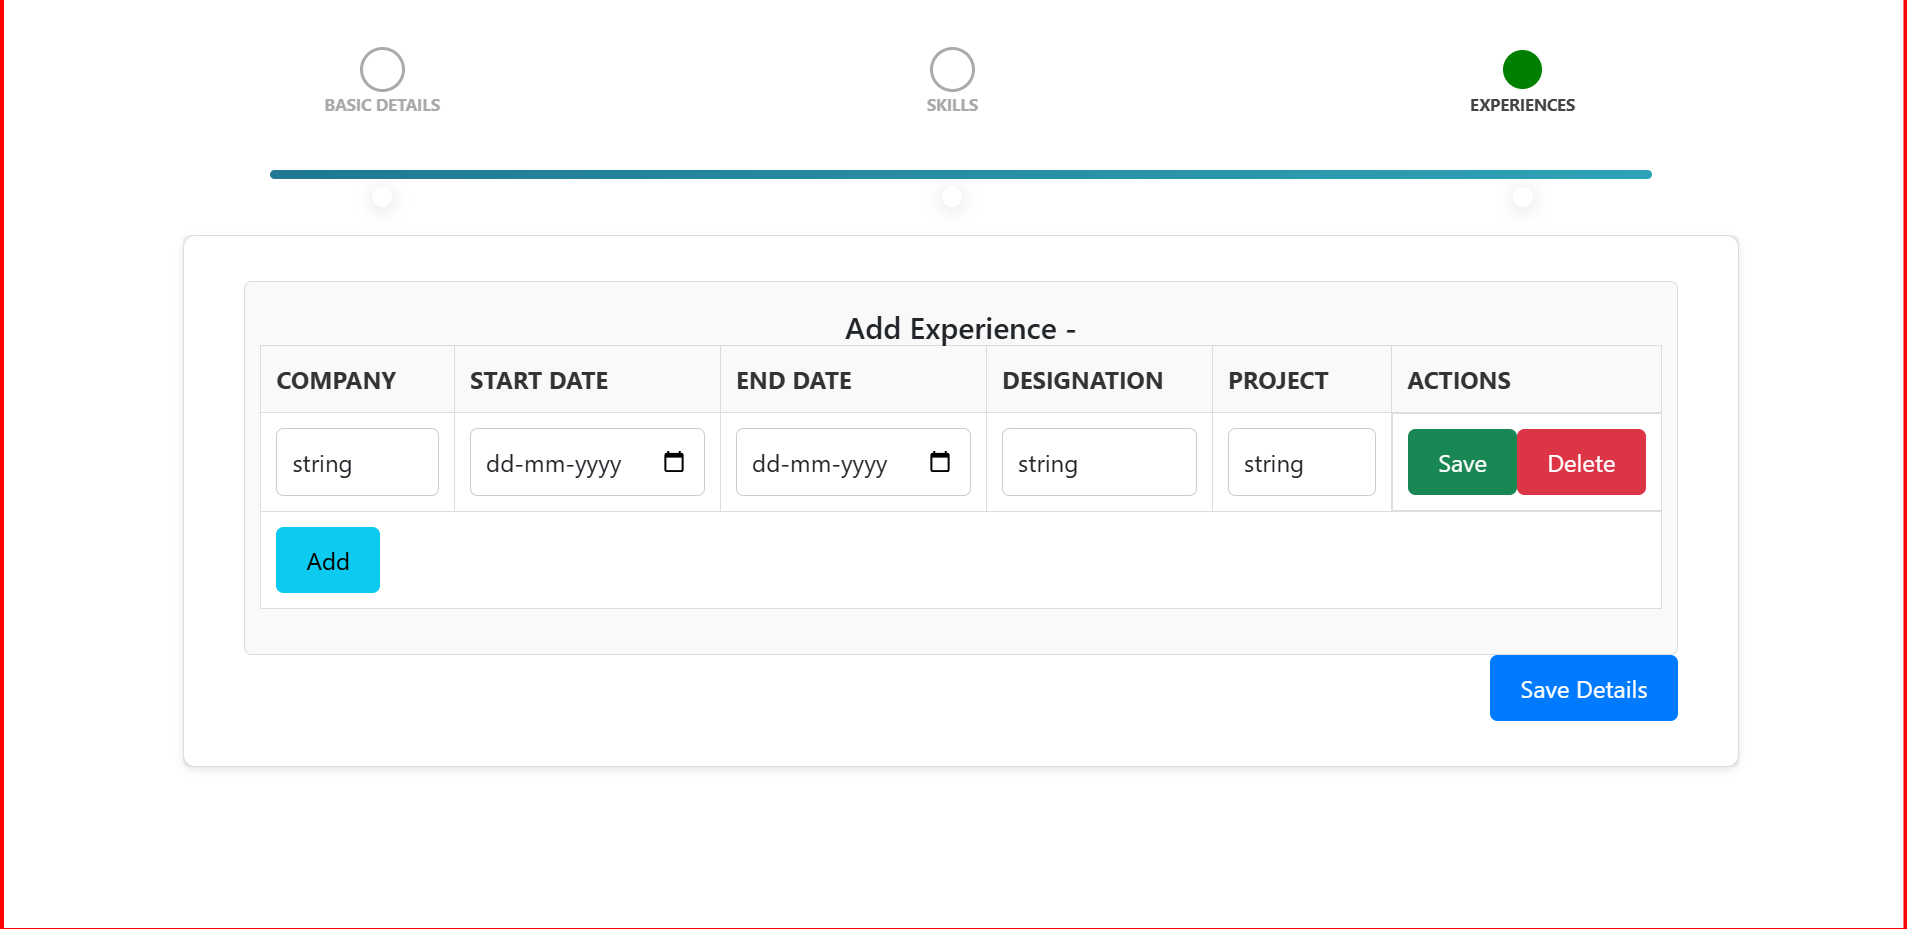 BASIC DETAILS SKILLS EXPERIENCES
Add Experience -
COMPANY START DATE END DATE DESIGNATION PROJECT ACTIONS
string dd-mm-yyyy dd-mm-yyyy string string Save Delete
Add
Save Details